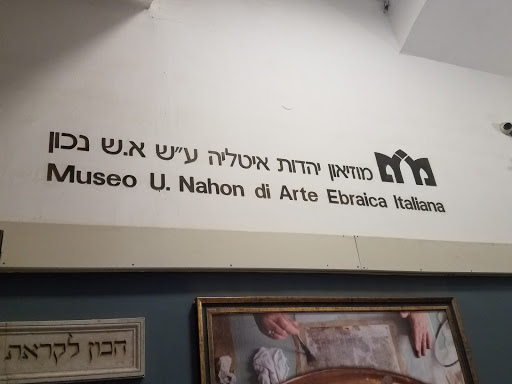 מוזיאון יהדות איטליה ע״ש א.ש נכון
Museo U. Nahon di Arte Ebraica Italiana
הכון לקראת